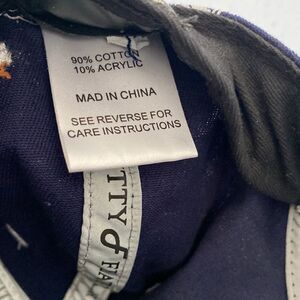 90% COTTON
10% ACRYLIC
MADE IN CHINA
SEE REVERSE FOR
CARE INSTRUCTIONS